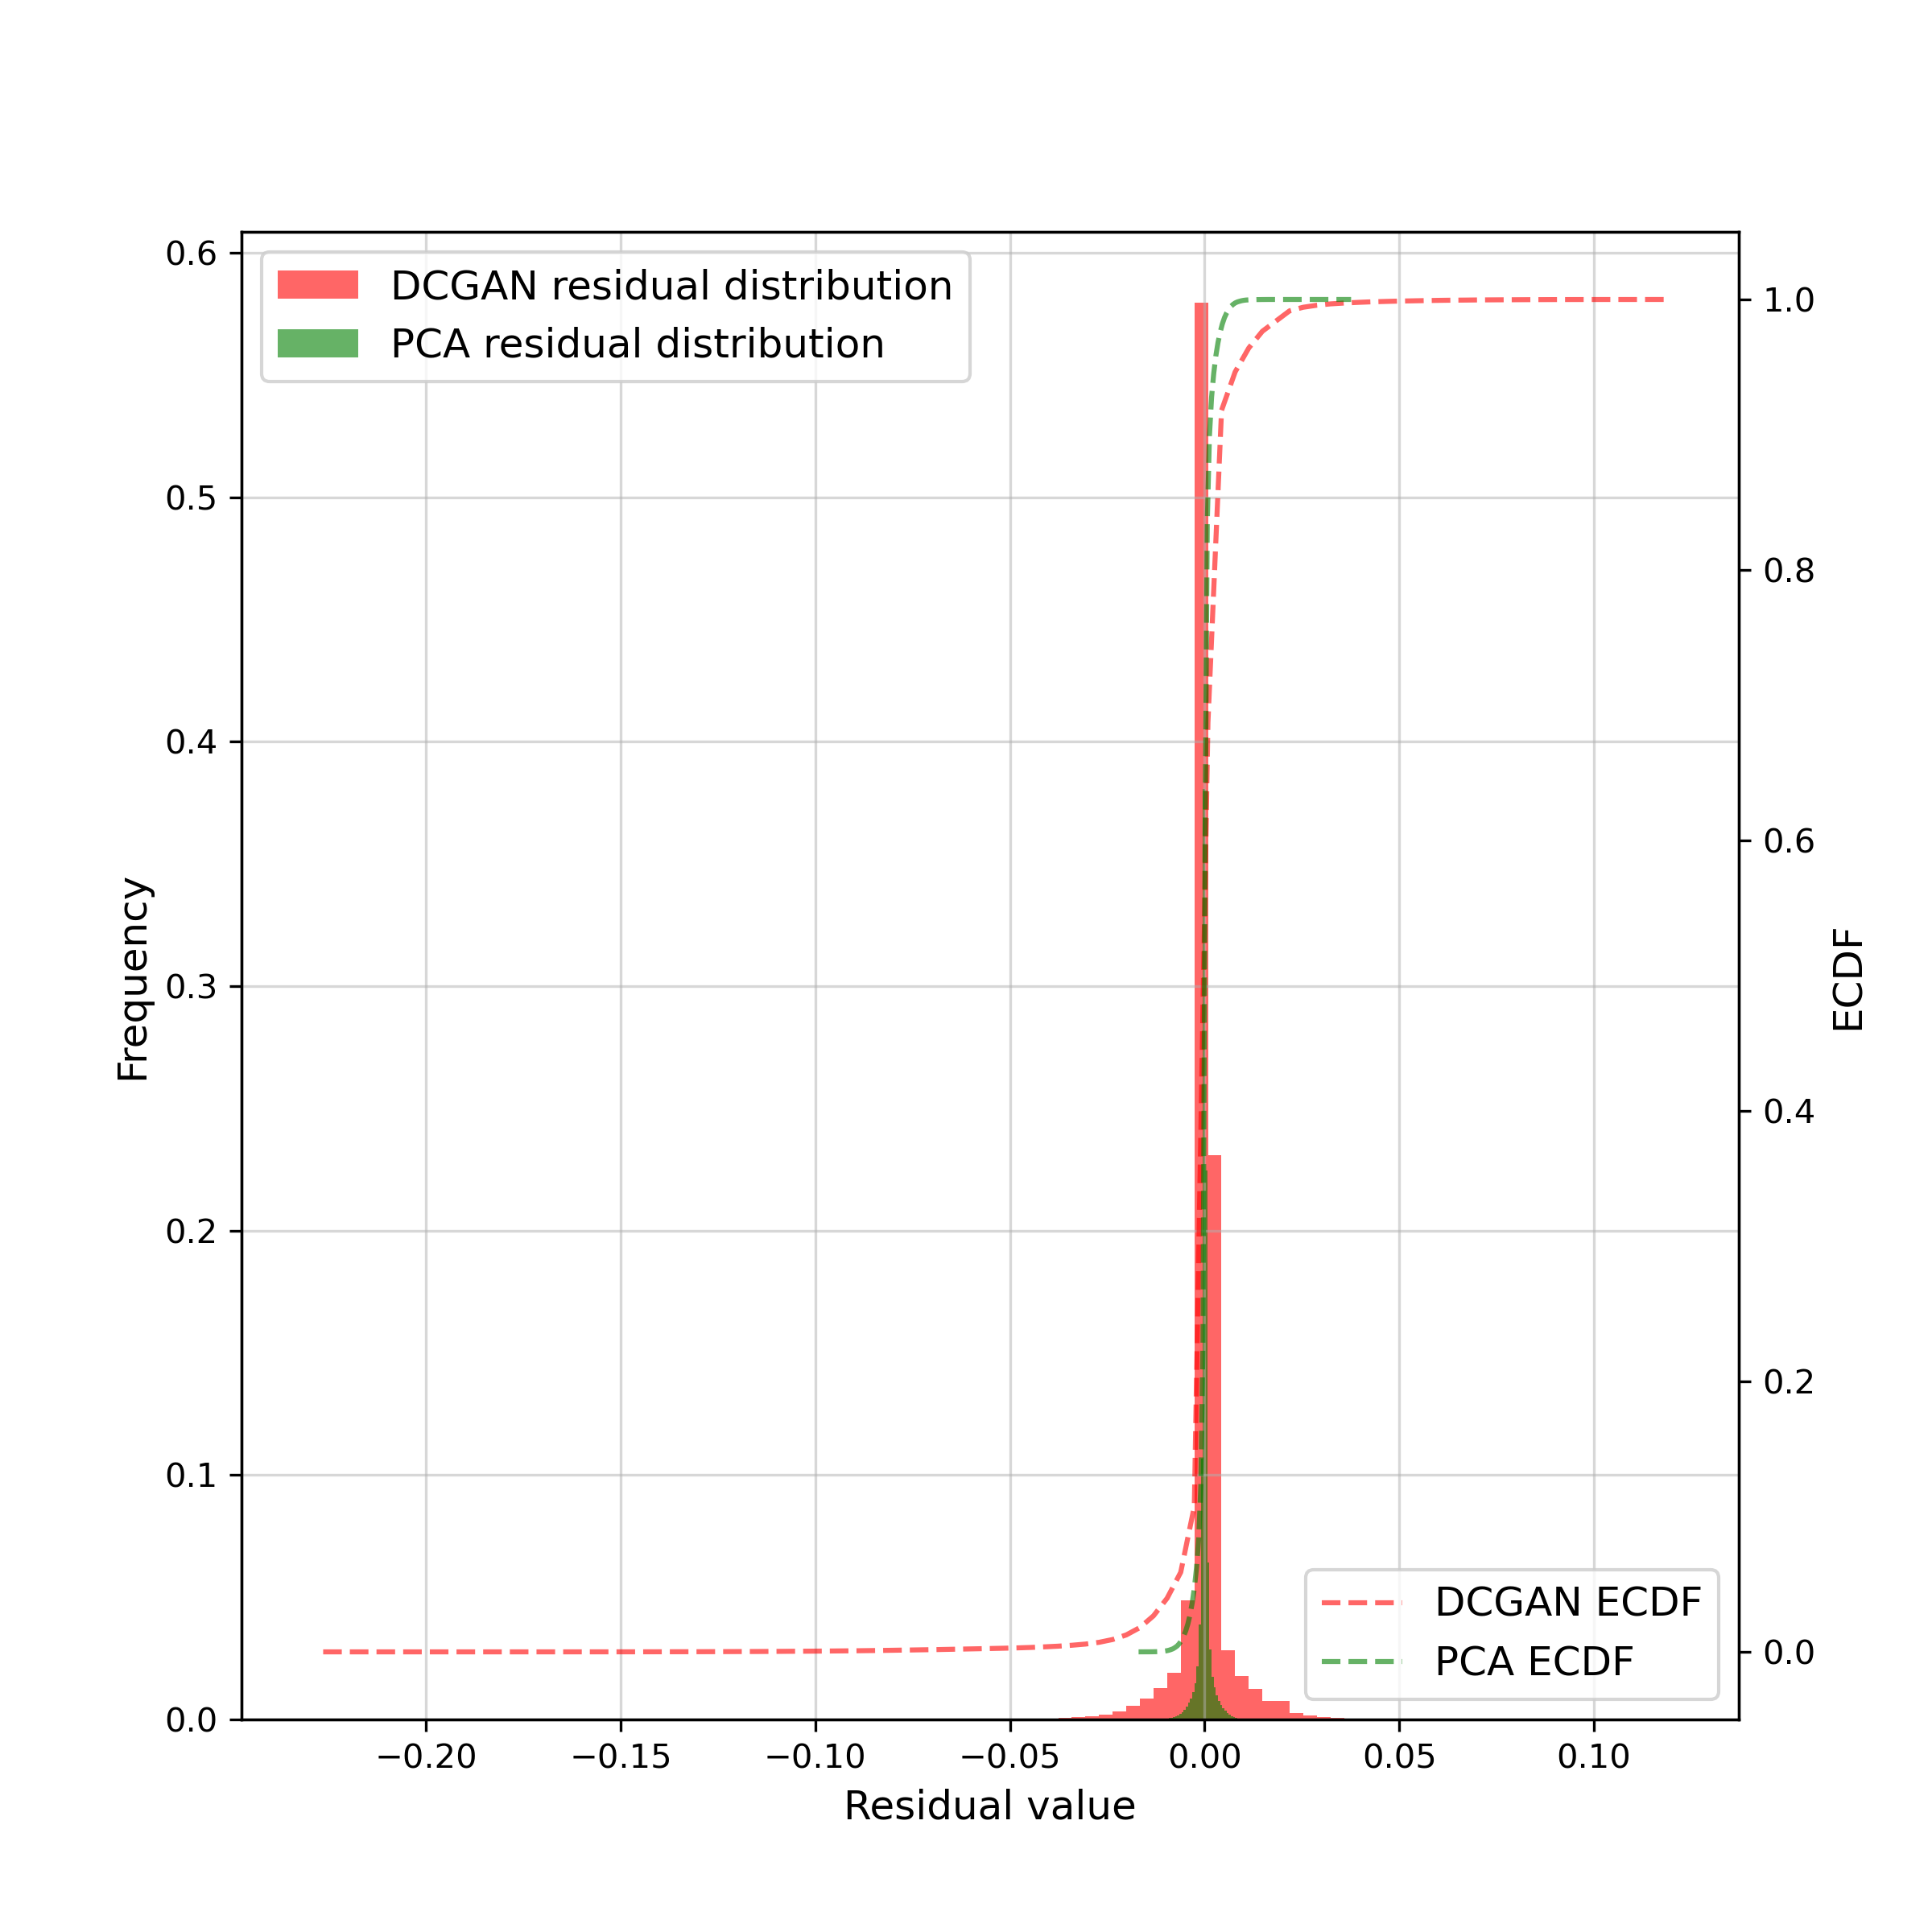 0.6
0.5
0.4
0.3
0.2
0.1
0.0
Frequency
DCGAN residual distribution
PCA residual distribution
1.0
0.8
0.6
0.4
0.2
0.0
ECDF
DCGAN ECDF
PCA ECDF
−0.20 −0.15 −0.10 −0.05 0.00 0.05 0.10
Residual value